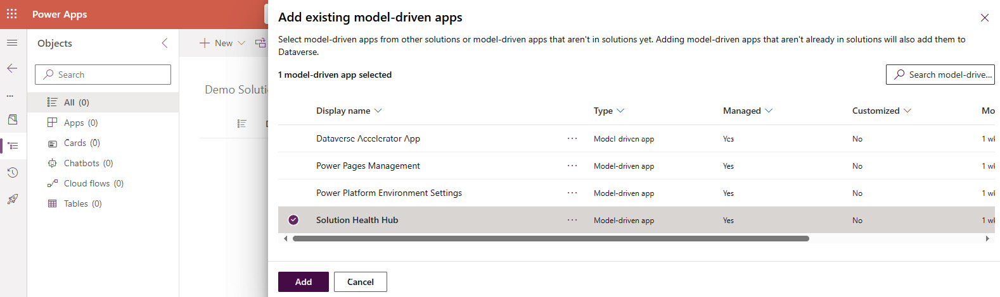 Power Apps
Objects
Search
All (0)
Apps (0)
Cards (0)
Chatbots (0)
Cloud flows (0)
Tables (0)
New
Demo Soluti
Add existing model-driven apps
Select model-driven apps from other solutions or model-driven apps that aren't in solutions yet. Adding model-driven apps that aren't already in solutions will also add them to
Dataverse.
1 model-driven app selected
Search model-drive...
Display name Type Managed Customized Mo
Dataverse Accelerator App ... Model-driven app Yes No 1 wk
Power Pages Management ... Model-driven app Yes No 1 wk
Power Platform Environment Settings ... Model-driven app Yes No 1 wk
Solution Health Hub ... Model-driven app Yes No 1 wk
Add Cancel